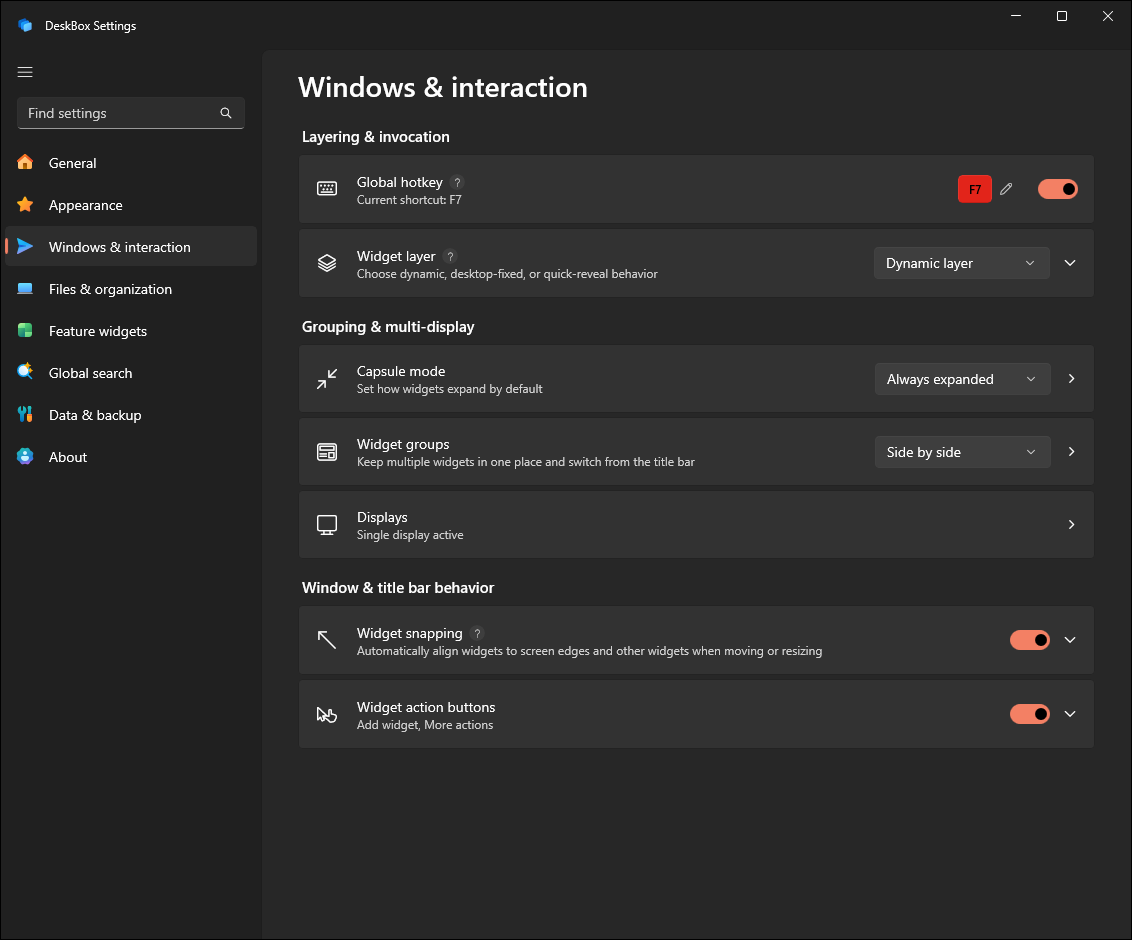 DeskBox Settings
Find settings
General
Appearance
Windows & interaction
Files & organization
Feature widgets
Global search
Data & backup
About
Windows & interaction
Layering & invocation
Global hotkey ?
Current shortcut: F7
F7
Widget layer ?
Choose dynamic, desktop-fixed, or quick-reveal behavior
Dynamic layer
Grouping & multi-display
Capsule mode
Set how widgets expand by default
Always expanded
Widget groups
Keep multiple widgets in one place and switch from the title bar
Side by side
Displays
Single display active
Window & title bar behavior
Widget snapping ?
Automatically align widgets to screen edges and other widgets when moving or resizing
Widget action buttons
Add widget, More actions